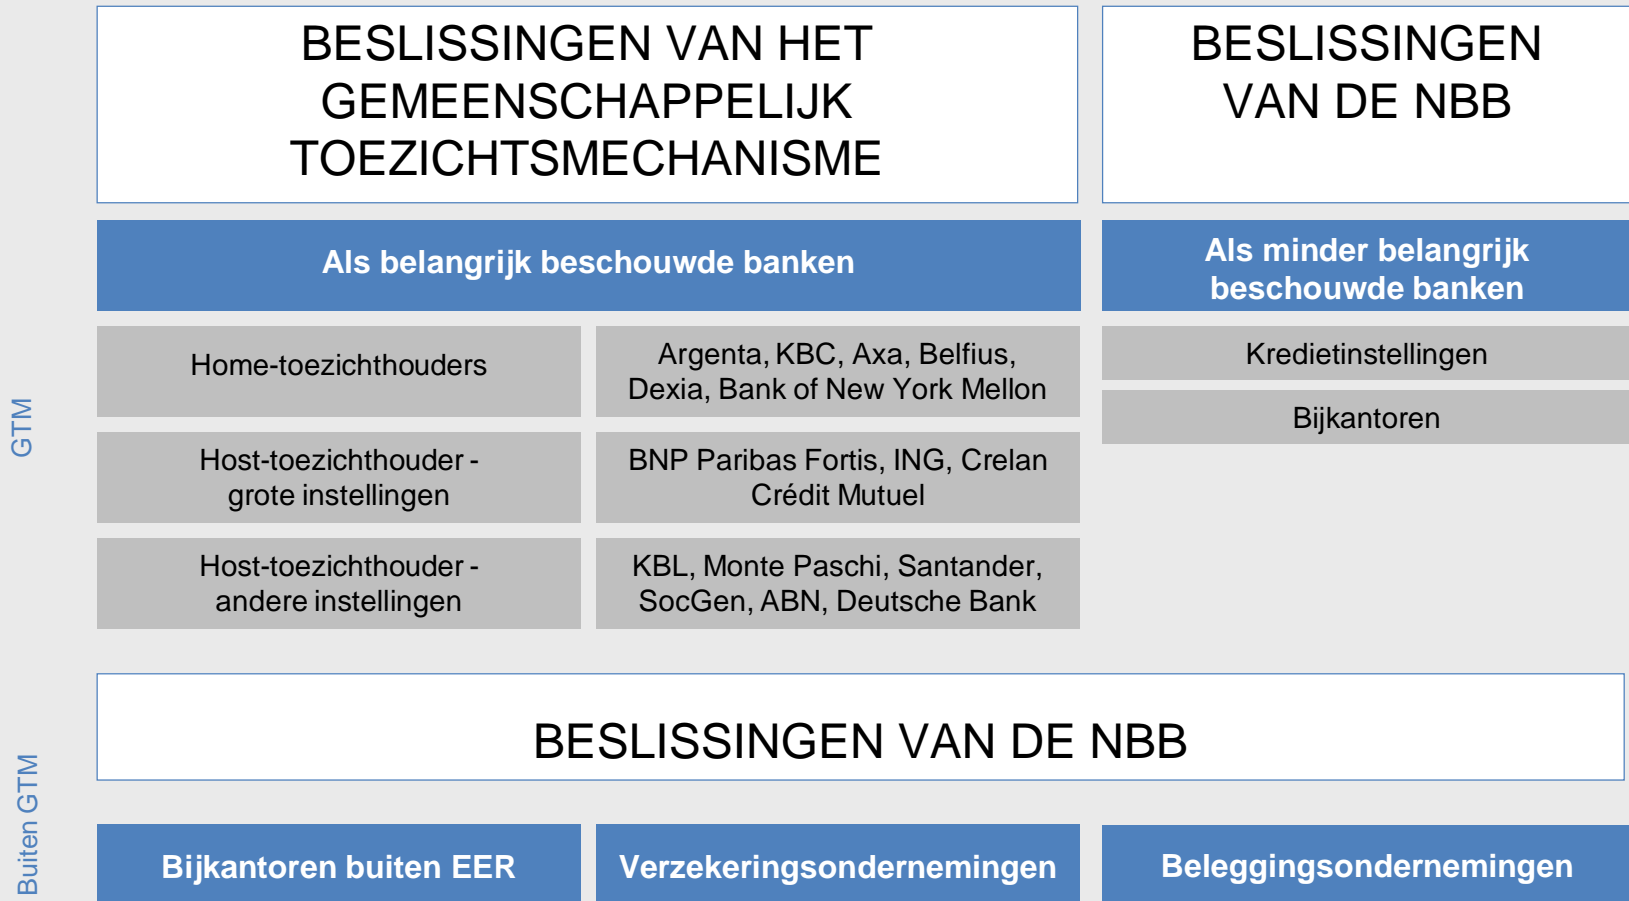 BESLISSINGEN VAN HET
GEMEENSCHAPPELIJK
TOEZICHTSMECHANISME
BESLISSINGEN
VAN DE NBB
Als belangrijk beschouwde banken
Als minder belangrijk
beschouwde banken
GTM
Home-toezichthouders
Argenta, KBC, Axa, Belfius,
Dexia, Bank of New York Mellon
Kredietinstellingen
Bijkantoren
Host-toezichthouder -
grote instellingen
BNP Paribas Fortis, ING, Crelan
Crédit Mutuel
Host-toezichthouder -
andere instellingen
KBL, Monte Paschi, Santander,
SocGen, ABN, Deutsche Bank
Buiten GTM
BESLISSINGEN VAN DE NBB
Bijkantoren buiten EER
Verzekeringsondernemingen
Beleggingsondernemingen